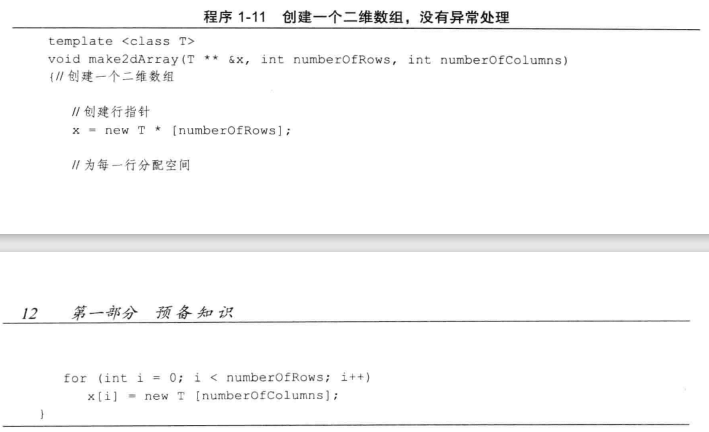 程序 1-11 创建一个二维数组，没有异常处理
template <class T>
void make2dArray(T ** &x, int numberOfRows, int numberOfColumns)
{// 创建一个二维数组
// 创建行指针
x = new T * [numberOfRows];
// 为每一行分配空间
12 第一部分 预备知识
for (int i = 0; i < numberOfRows; i++)
x[i] = new T [numberOfColumns];
}